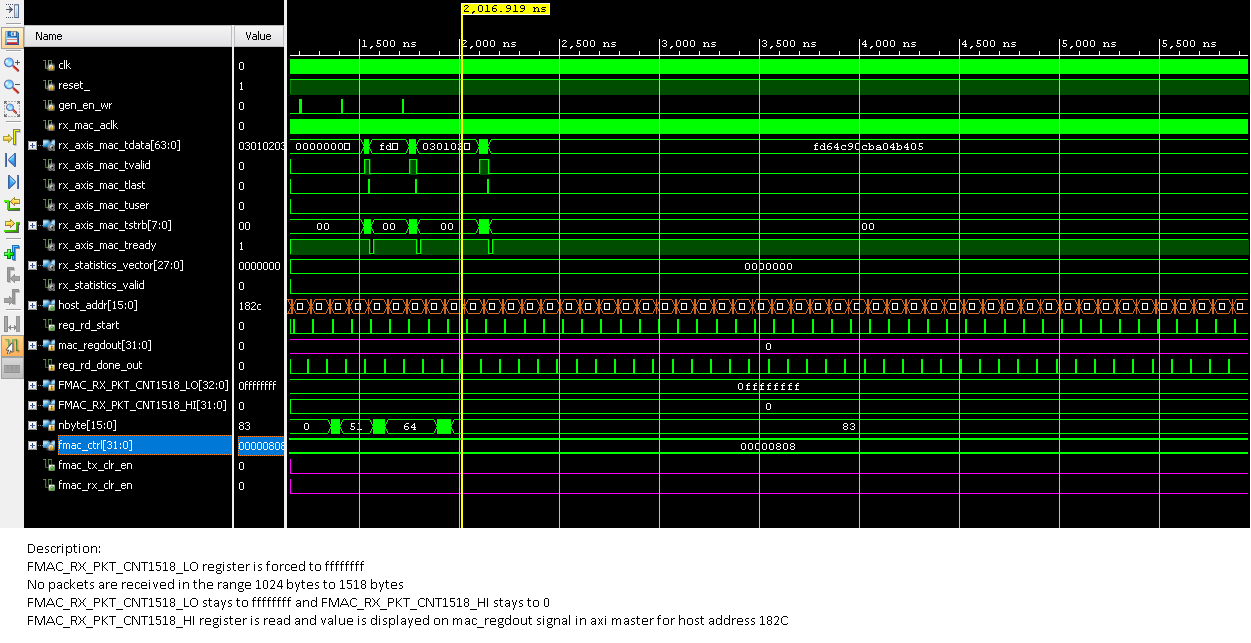 2,016.919 ns
Name Value
1,500 ns 2,000 ns 2,500 ns 3,000 ns 3,500 ns 4,000 ns 4,500 ns 5,000 ns 5,500 ns
clk 0
reset_ 1
gen_en_wr 0
rx_mac_aclk 0
rx_axis_mac_tdata[63:0] 03010203 0000000 fd 030102 fd64c90cba04b405
rx_axis_mac_tvalid 0
rx_axis_mac_tlast 0
rx_axis_mac_tuser 0
rx_axis_mac_tstrb[7:0] 00 00 00 00 00
rx_axis_mac_tready 1
rx_statistics_vector[27:0] 0000000 0000000
rx_statistics_valid 0
host_addr[15:0] 182c
reg_rd_start 0
mac_regdout[31:0] 0 0
reg_rd_done_out 0
FMAC_RX_PKT_CNT1518_LO[32:0] 0ffffffff 0ffffffff
FMAC_RX_PKT_CNT1518_HI[31:0] 0 0
nbyte[15:0] 83 0 51 64 83
fmac_ctrl[31:0] 00000808 00000808
fmac_tx_clr_en 0
fmac_rx_clr_en 0
Description:
FMAC_RX_PKT_CNT1518_LO register is forced to ffffffff
No packets are received in the range 1024 bytes to 1518 bytes
FMAC_RX_PKT_CNT1518_LO stays to ffffffff and FMAC_RX_PKT_CNT1518_HI stays to 0
FMAC_RX_PKT_CNT1518_HI register is read and value is displayed on mac_regdout signal in axi master for host address 182C